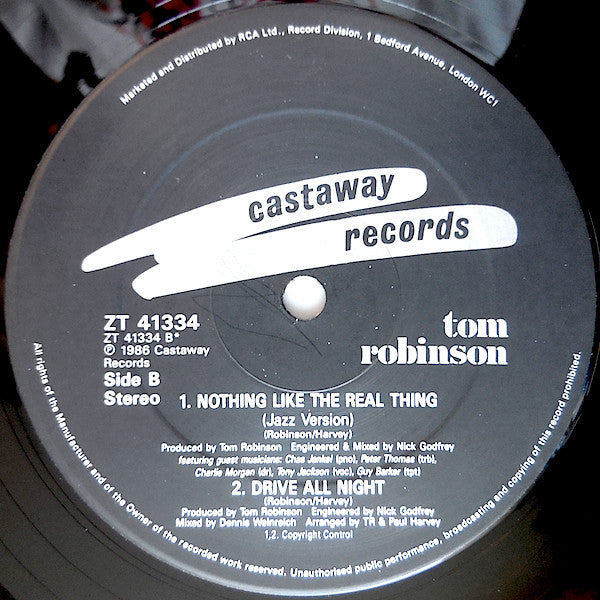 Marketed and Distributed by RCA Ltd., Record Division, 1 Bedford Avenue, London WC1
castaway
records
ZT 41334
ZT 41334 B*
℗ 1986 Castaway
Records
Side B
Stereo
tom
robinson
1. NOTHING LIKE THE REAL THING
(Jazz Version)
(Robinson/Harvey)
Produced by Tom Robinson Engineered & Mixed by Nick Godfrey
featuring guest musicians: Chas Jankel (pno), Peter Thomas (trb),
Charlie Morgan (dr), Tony Jackson (voc), Guy Barker (tpt)
2. DRIVE ALL NIGHT
(Robinson/Harvey)
Produced by Tom Robinson Engineered by Nick Godfrey
Mixed by Dennis Weinreich Arranged by TR & Paul Harvey
1,2. Copyright Control
All rights of the Manufacturer and of the Owner of the recorded work reserved. Unauthorised public performance, broadcasting and copying of this record prohibited.